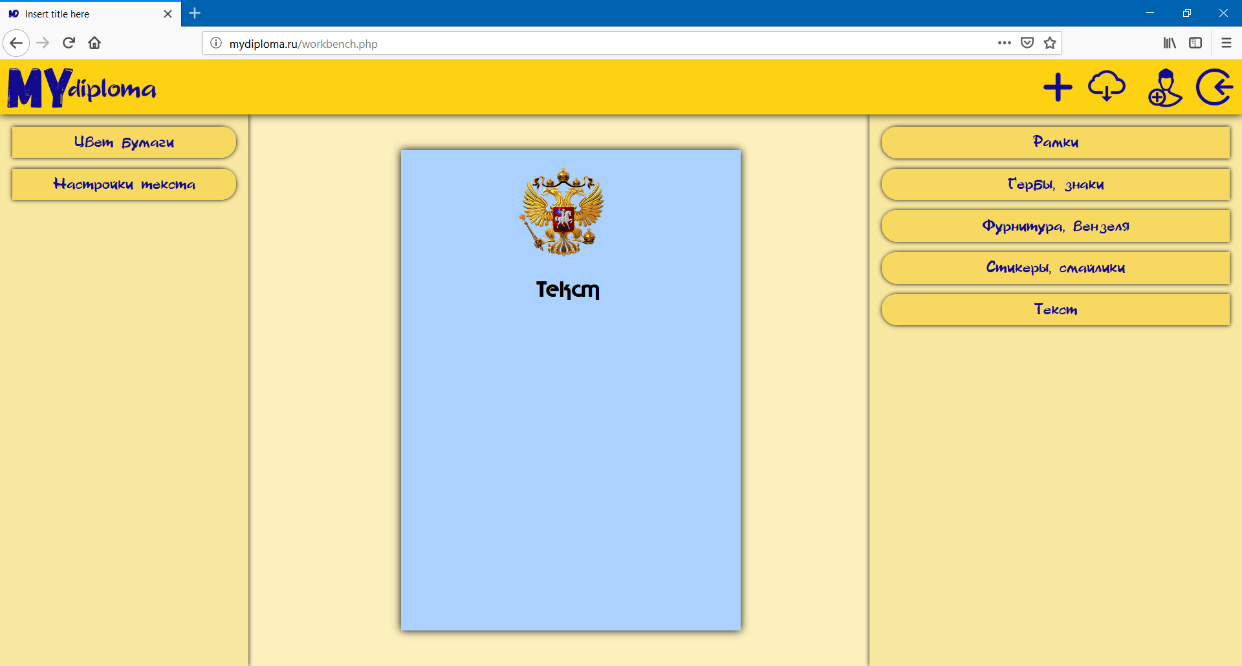 Insert title here
mydiploma.ru/workbench.php
MYdiploma
Цвет бумаги
Настройки текста
Текст
Рамки
Гербы, знаки
Фурнитура, вензеля
Стикеры, смайлики
Текст